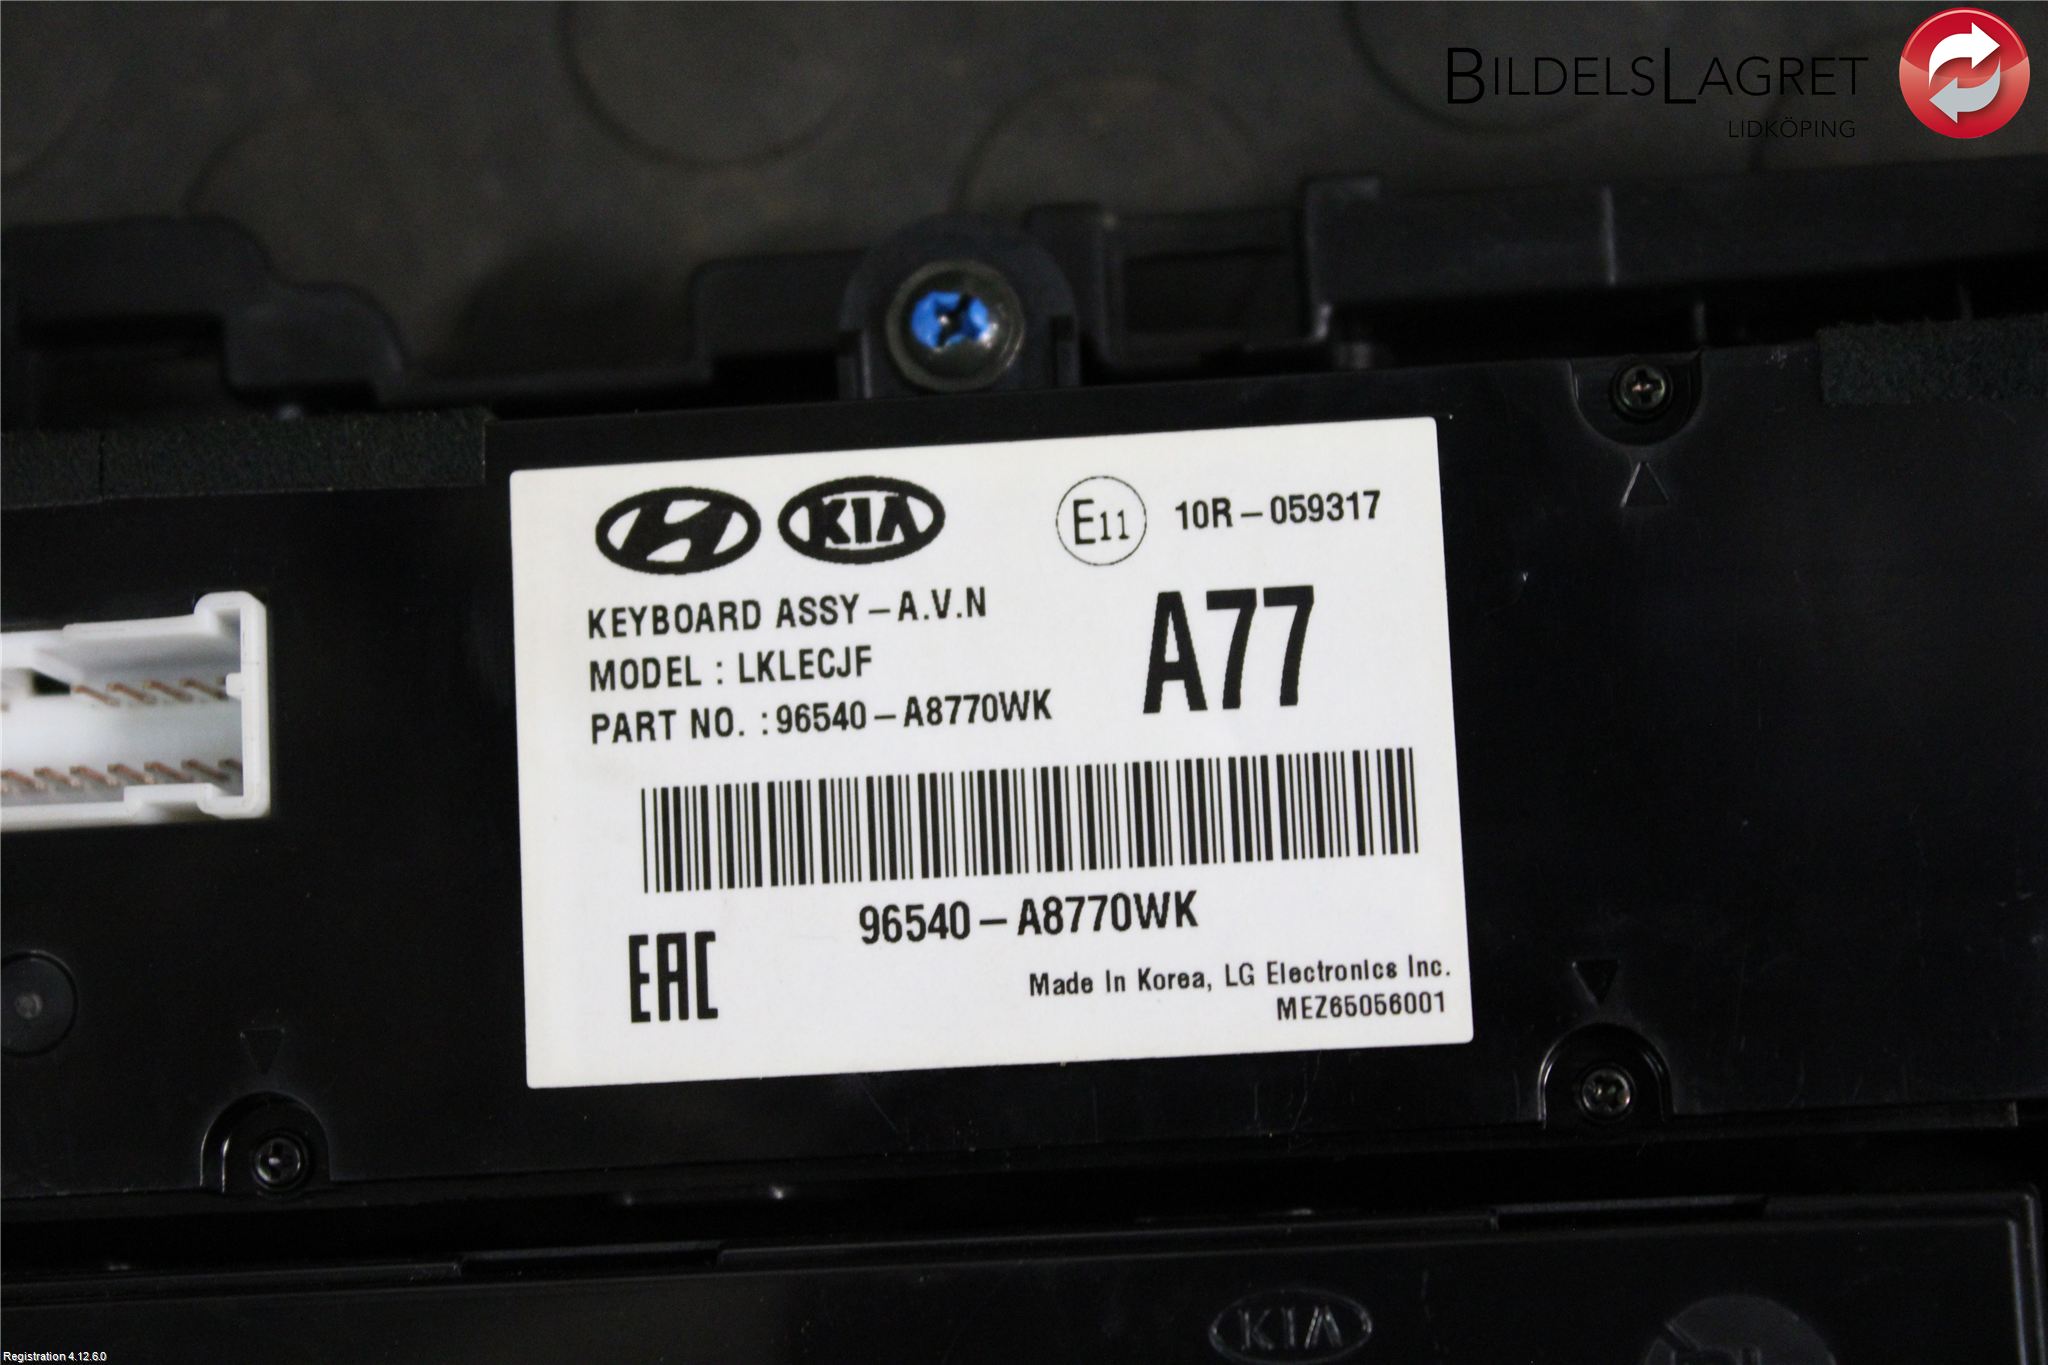 BILDELSLAGRET
LIDKÖPING
KIA
E11
10R-059317
KEYBOARD ASSY-A.V.N
MODEL : LKLECJF
PART NO. : 96540-A8770WK
A77
96540-A8770WK
EAC
Made In Korea, LG Electronics Inc.
MEZ65056001
KIA
Registration 4.12.6.0